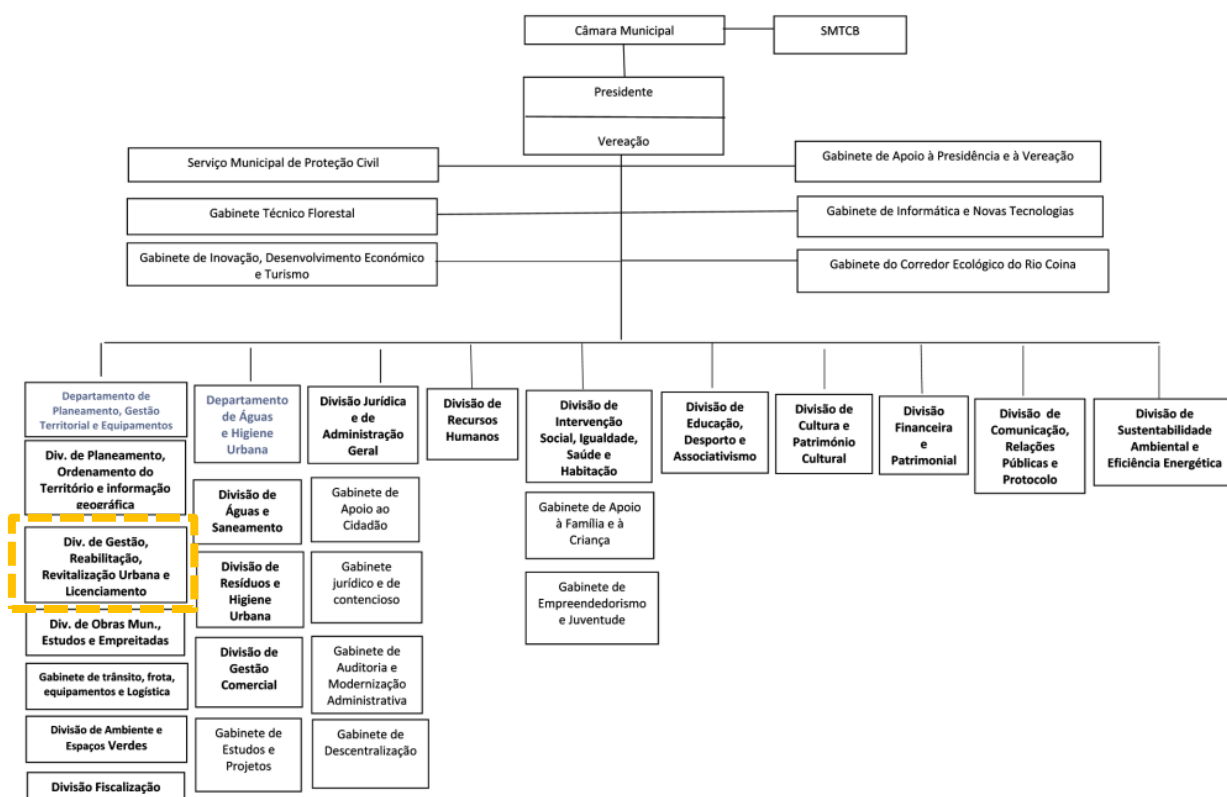 Câmara Municipal
SMTCB
Presidente
Vereação
Serviço Municipal de Proteção Civil
Gabinete de Apoio à Presidência e à Vereação
Gabinete Técnico Florestal
Gabinete de Informática e Novas Tecnologias
Gabinete de Inovação, Desenvolvimento Económico
e Turismo
Gabinete do Corredor Ecológico do Rio Coina
Departamento de
Planeamento, Gestão
Territorial e Equipamentos
Div. de Planeamento,
Ordenamento do
Território e informação
geográfica
Div. de Gestão,
Reabilitação,
Revitalização Urbana e
Licenciamento
Div. de Obras Mun.,
Estudos e Empreitadas
Gabinete de trânsito, frota,
equipamentos e Logística
Divisão de Ambiente e
Espaços Verdes
Divisão Fiscalização
Departamento
de Águas
e Higiene
Urbana
Divisão de
Águas e
Saneamento
Divisão de
Resíduos e
Higiene
Urbana
Divisão de
Gestão
Comercial
Gabinete de
Estudos e
Projetos
Divisão Jurídica
e de
Administração
Geral
Gabinete de
Apoio ao
Cidadão
Gabinete
jurídico e de
contencioso
Gabinete de
Auditoria e
Modernização
Administrativa
Gabinete de
Descentralização
Divisão de
Recursos
Humanos
Divisão de
Intervenção
Social, Igualdade,
Saúde e
Habitação
Gabinete de Apoio
à Família e à
Criança
Gabinete de
Empreendedorismo
e Juventude
Divisão de
Educação,
Desporto e
Associativismo
Divisão de
Cultura e
Património
Cultural
Divisão
Financeira
e
Patrimonial
Divisão de
Comunicação,
Relações
Públicas e
Protocolo
Divisão de
Sustentabilidade
Ambiental e
Eficiência Energética